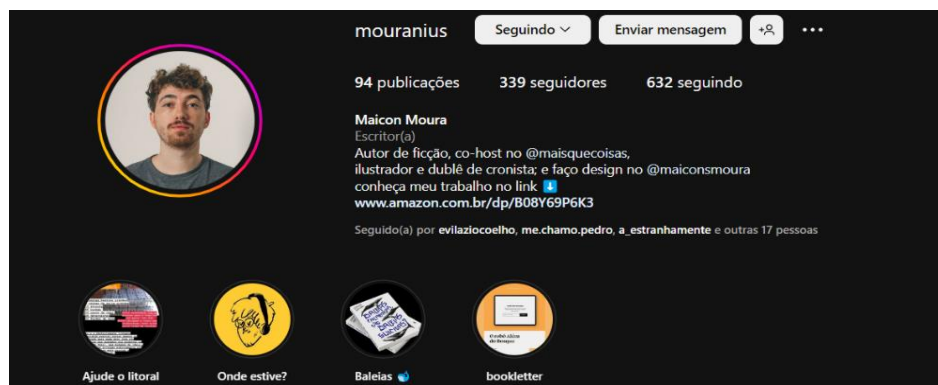 mouranius
Seguindo
Enviar mensagem
94 publicações 339 seguidores 632 seguindo
Maicon Moura
Escritor(a)
Autor de ficção, co-host no @maisquecoisas,
ilustrador e dublê de cronista; e faço design no @maiconsmoura
conheça meu trabalho no link ⬇️
www.amazon.com.br/dp/B08Y69P6K3
Seguido(a) por evilaziocoelho, me.chamo.pedro, a_estranhamente e outras 17 pessoas
Ajude o litoral
Onde estive?
Baleias 🐋
bookletter